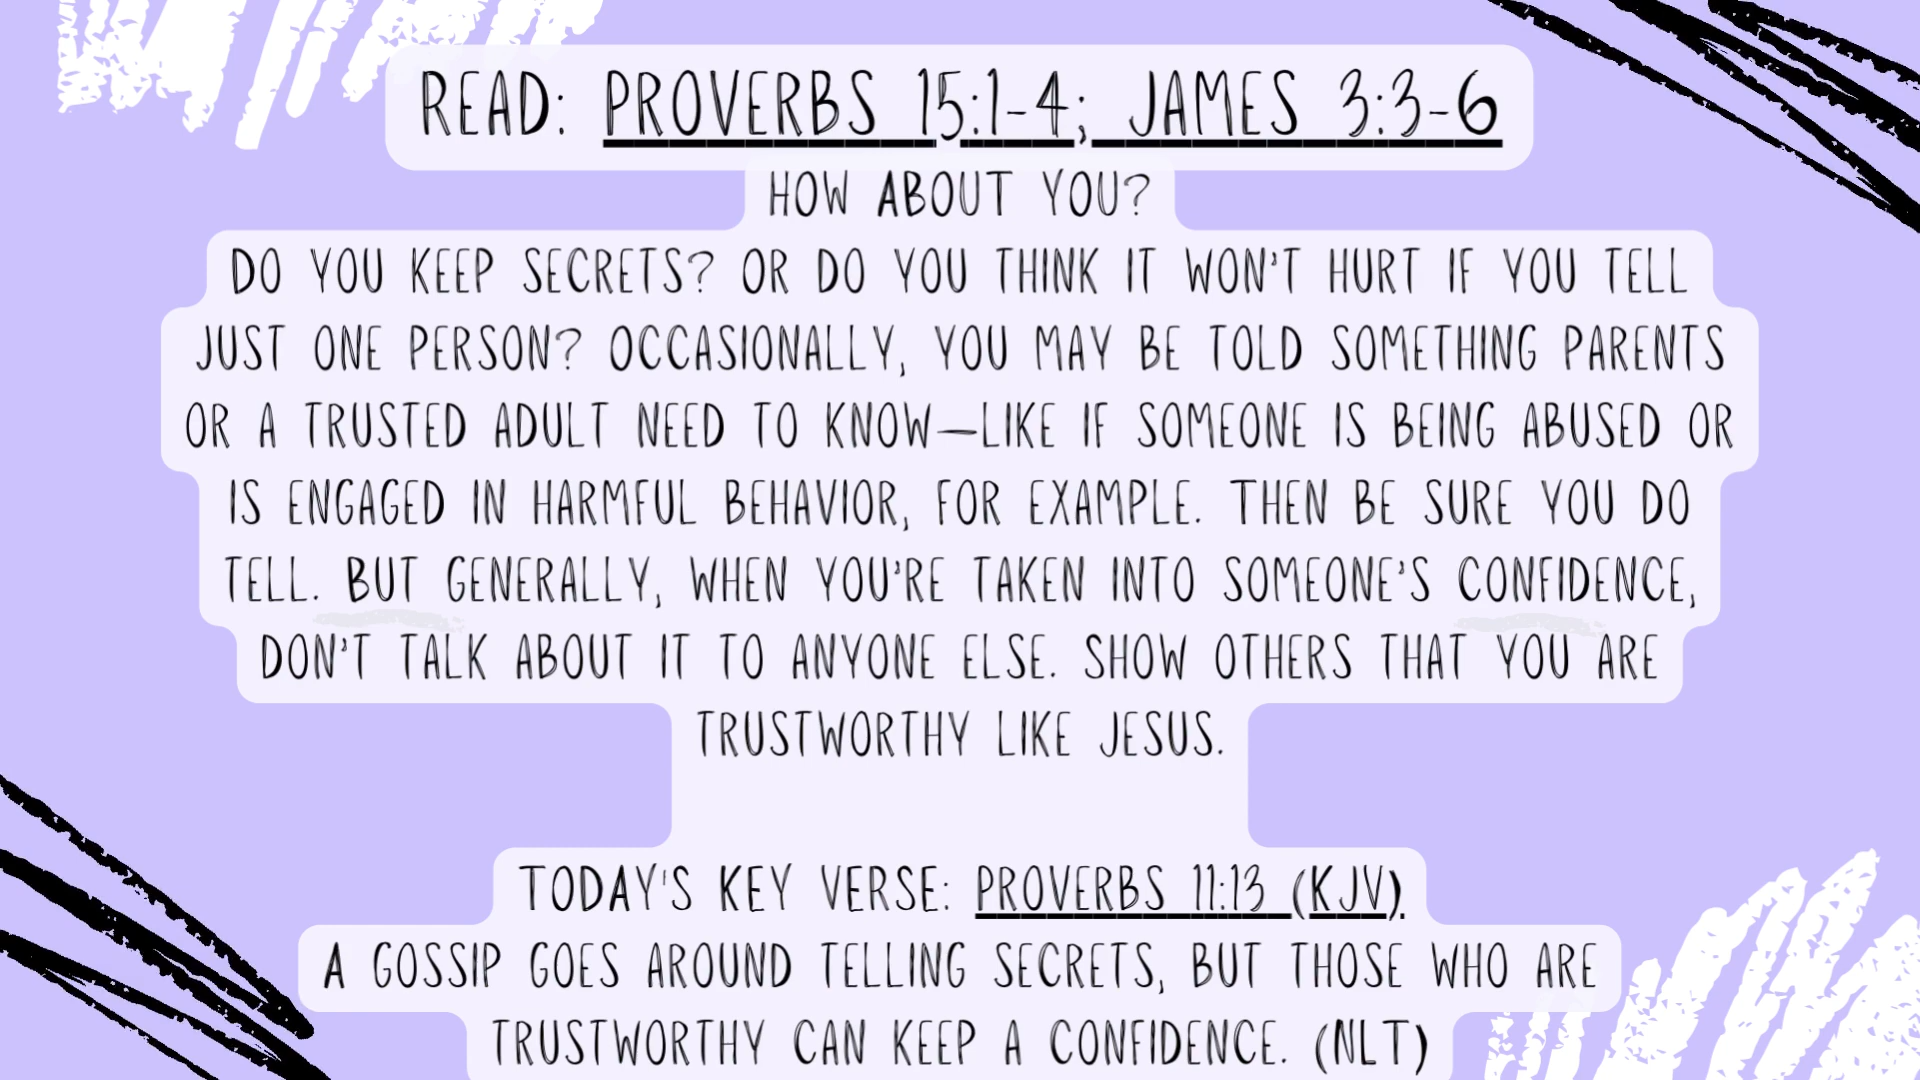 READ: PROVERBS 15:1-4; JAMES 3:3-6
HOW ABOUT YOU?
DO YOU KEEP SECRETS? OR DO YOU THINK IT WON'T HURT IF YOU TELL
JUST ONE PERSON? OCCASIONALLY, YOU MAY BE TOLD SOMETHING PARENTS
OR A TRUSTED ADULT NEED TO KNOW—LIKE IF SOMEONE IS BEING ABUSED OR
IS ENGAGED IN HARMFUL BEHAVIOR, FOR EXAMPLE. THEN BE SURE YOU DO
TELL. BUT GENERALLY, WHEN YOU'RE TAKEN INTO SOMEONE'S CONFIDENCE,
DON'T TALK ABOUT IT TO ANYONE ELSE. SHOW OTHERS THAT YOU ARE
TRUSTWORTHY LIKE JESUS.
TODAY'S KEY VERSE: PROVERBS 11:13 (KJV)
A GOSSIP GOES AROUND TELLING SECRETS, BUT THOSE WHO ARE
TRUSTWORTHY CAN KEEP A CONFIDENCE. (NLT)